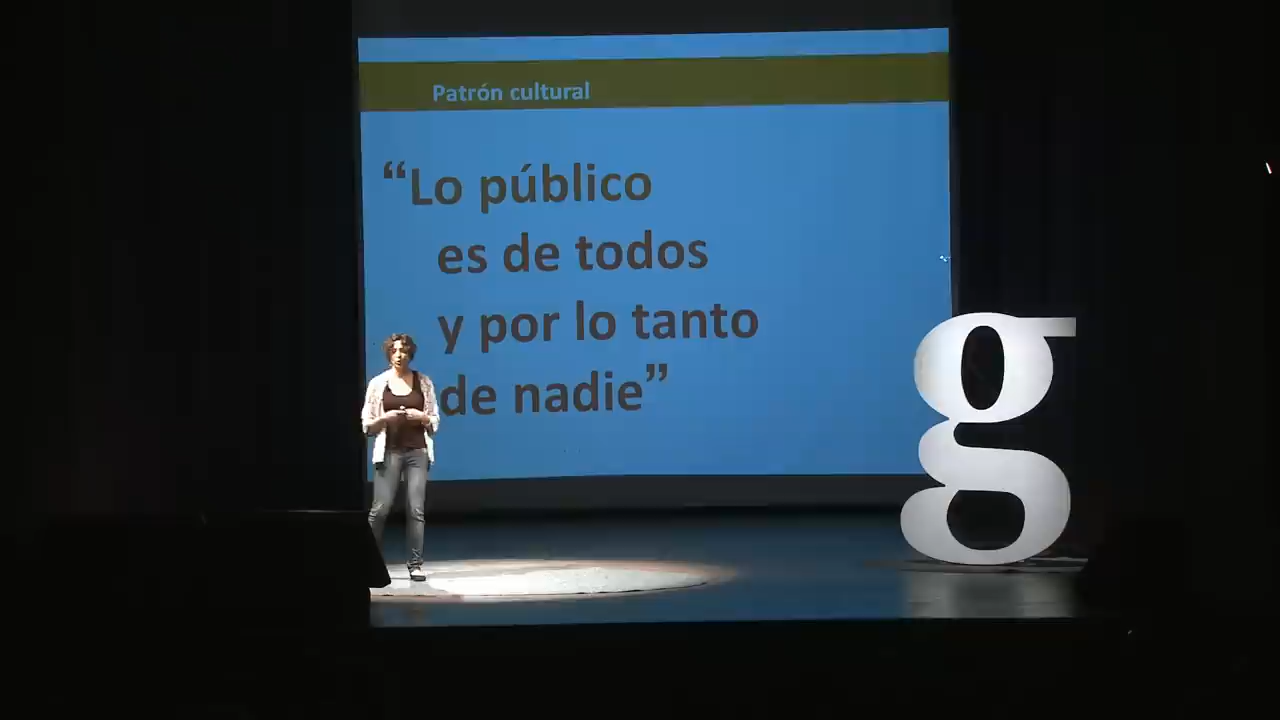 Patrón cultural
“Lo público
es de todos
y por lo tanto
de nadie”
g